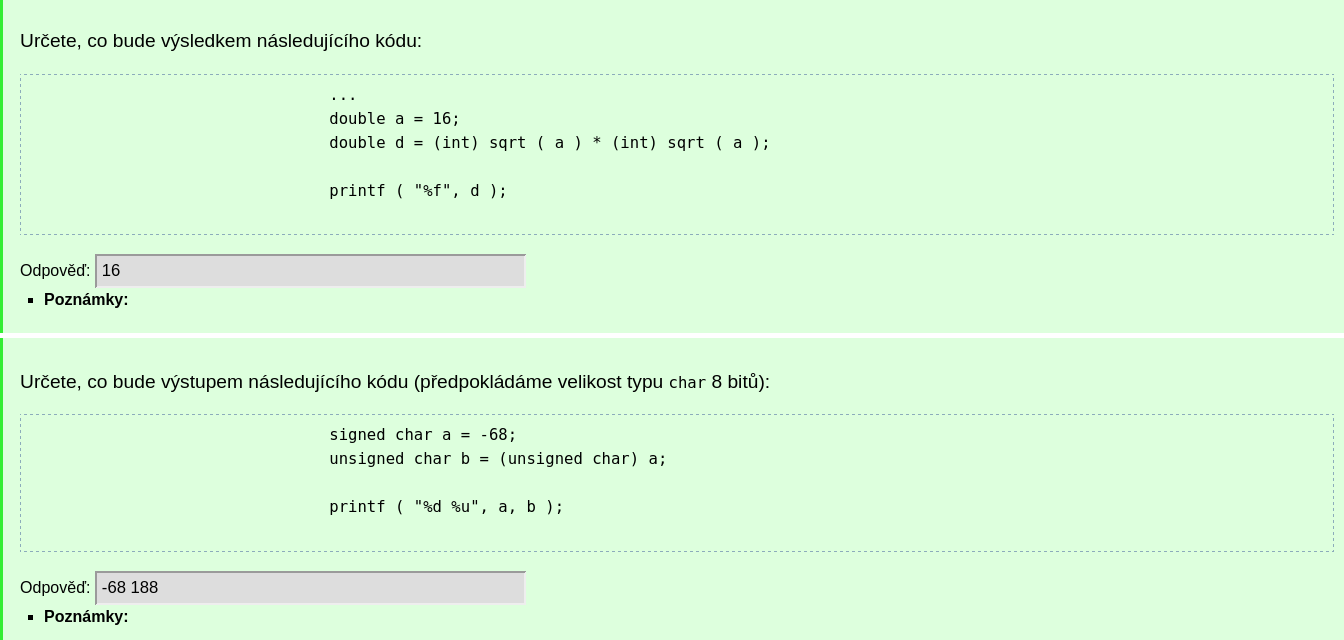 Určete, co bude výsledkem následujícího kódu:
...
double a = 16;
double d = (int) sqrt ( a ) * (int) sqrt ( a );
printf ( "%f", d );
Odpověď: 16
Poznámky:
Určete, co bude výstupem následujícího kódu (předpokládáme velikost typu char 8 bitů):
signed char a = -68;
unsigned char b = (unsigned char) a;
printf ( "%d %u", a, b );
Odpověď: -68 188
Poznámky: